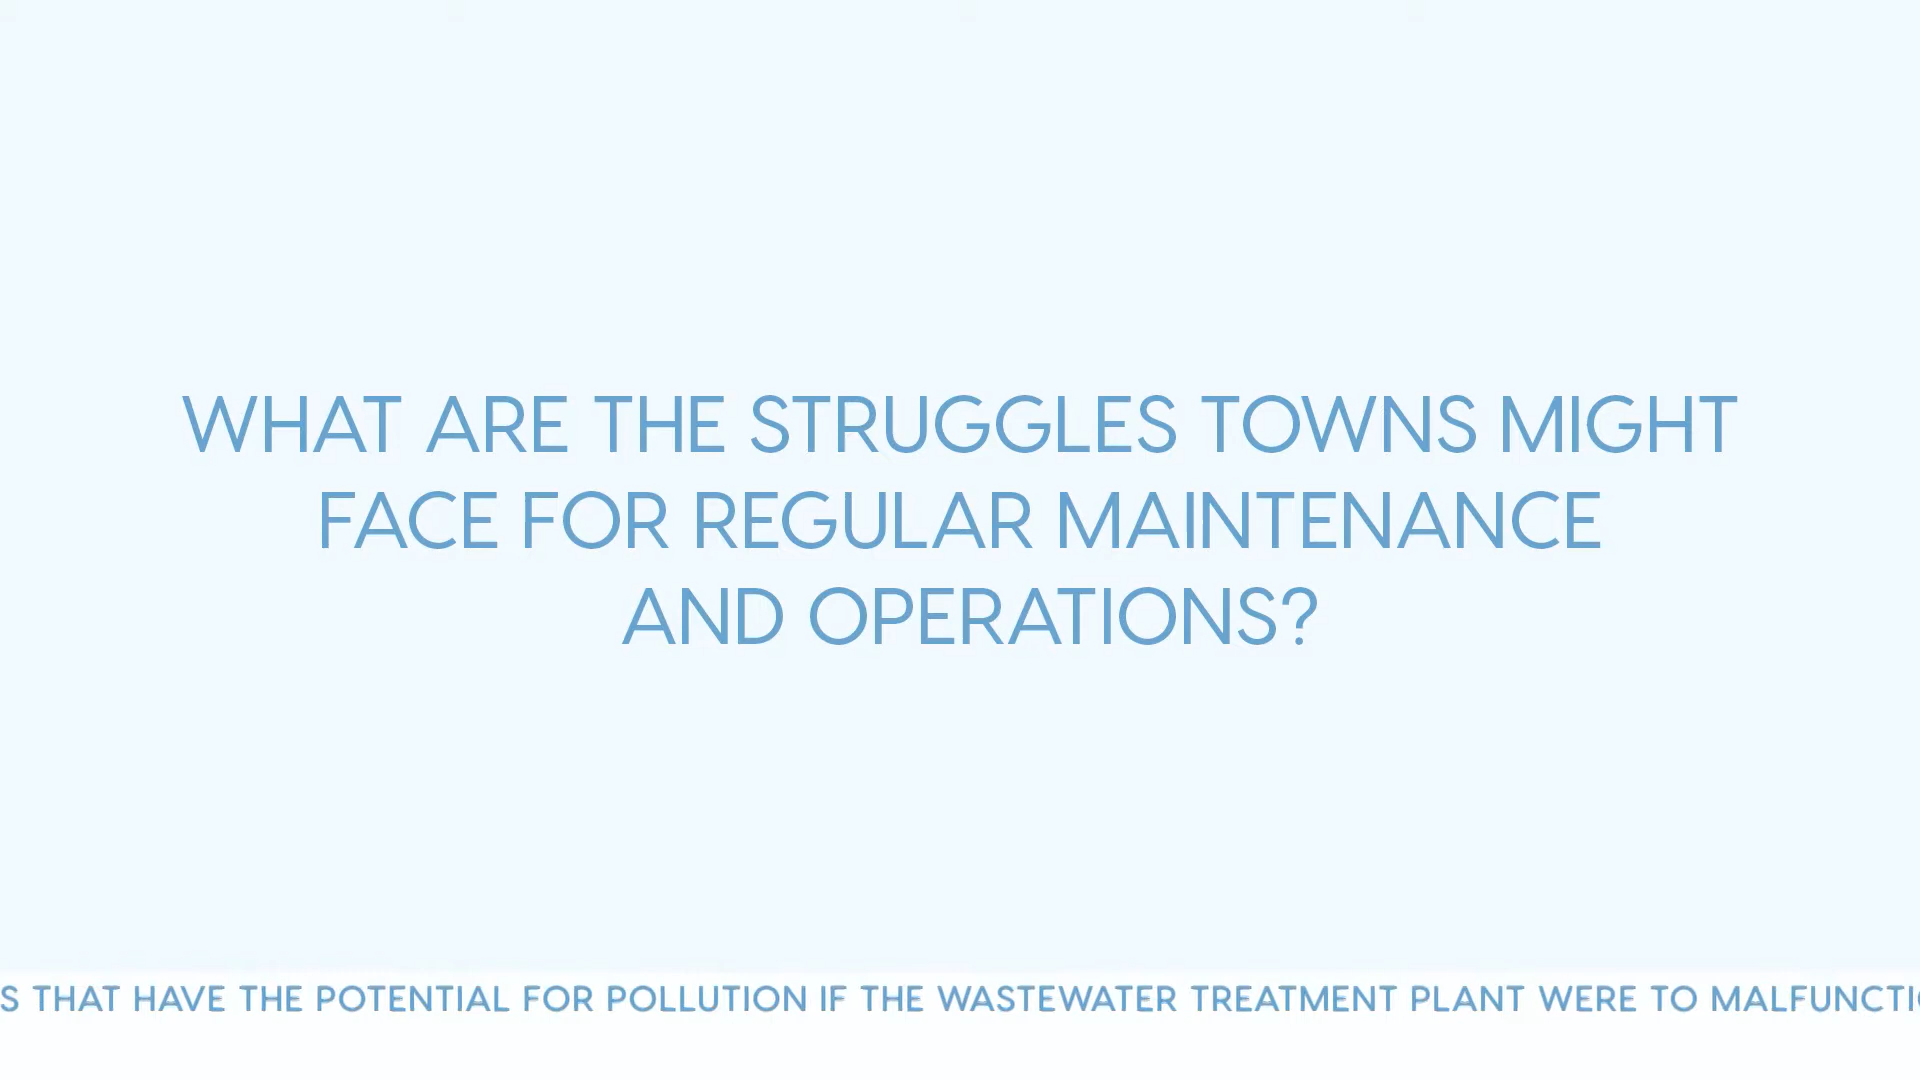 WHAT ARE THE STRUGGLES TOWNS MIGHT
FACE FOR REGULAR MAINTENANCE
AND OPERATIONS?
S THAT HAVE THE POTENTIAL FOR POLLUTION IF THE WASTEWATER TREATMENT PLANT WERE TO MALFUNCTI